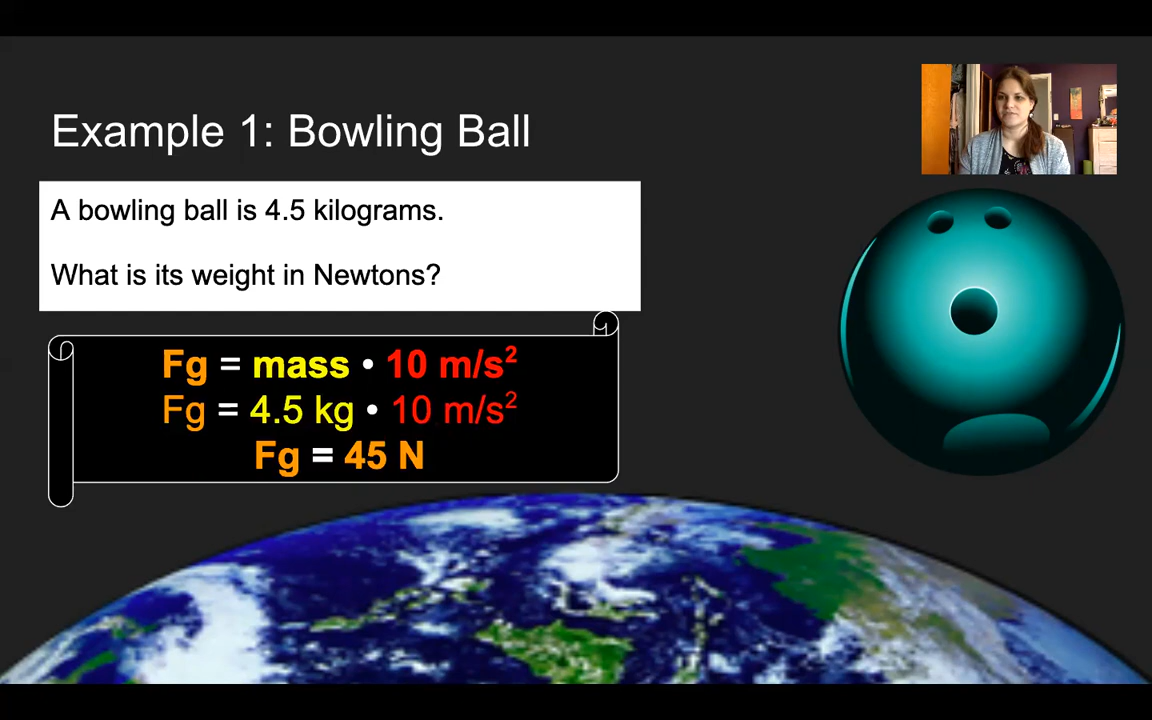 Example 1: Bowling Ball
A bowling ball is 4.5 kilograms.
What is its weight in Newtons?
Fg = mass • 10 m/s²
Fg = 4.5 kg • 10 m/s²
Fg = 45 N